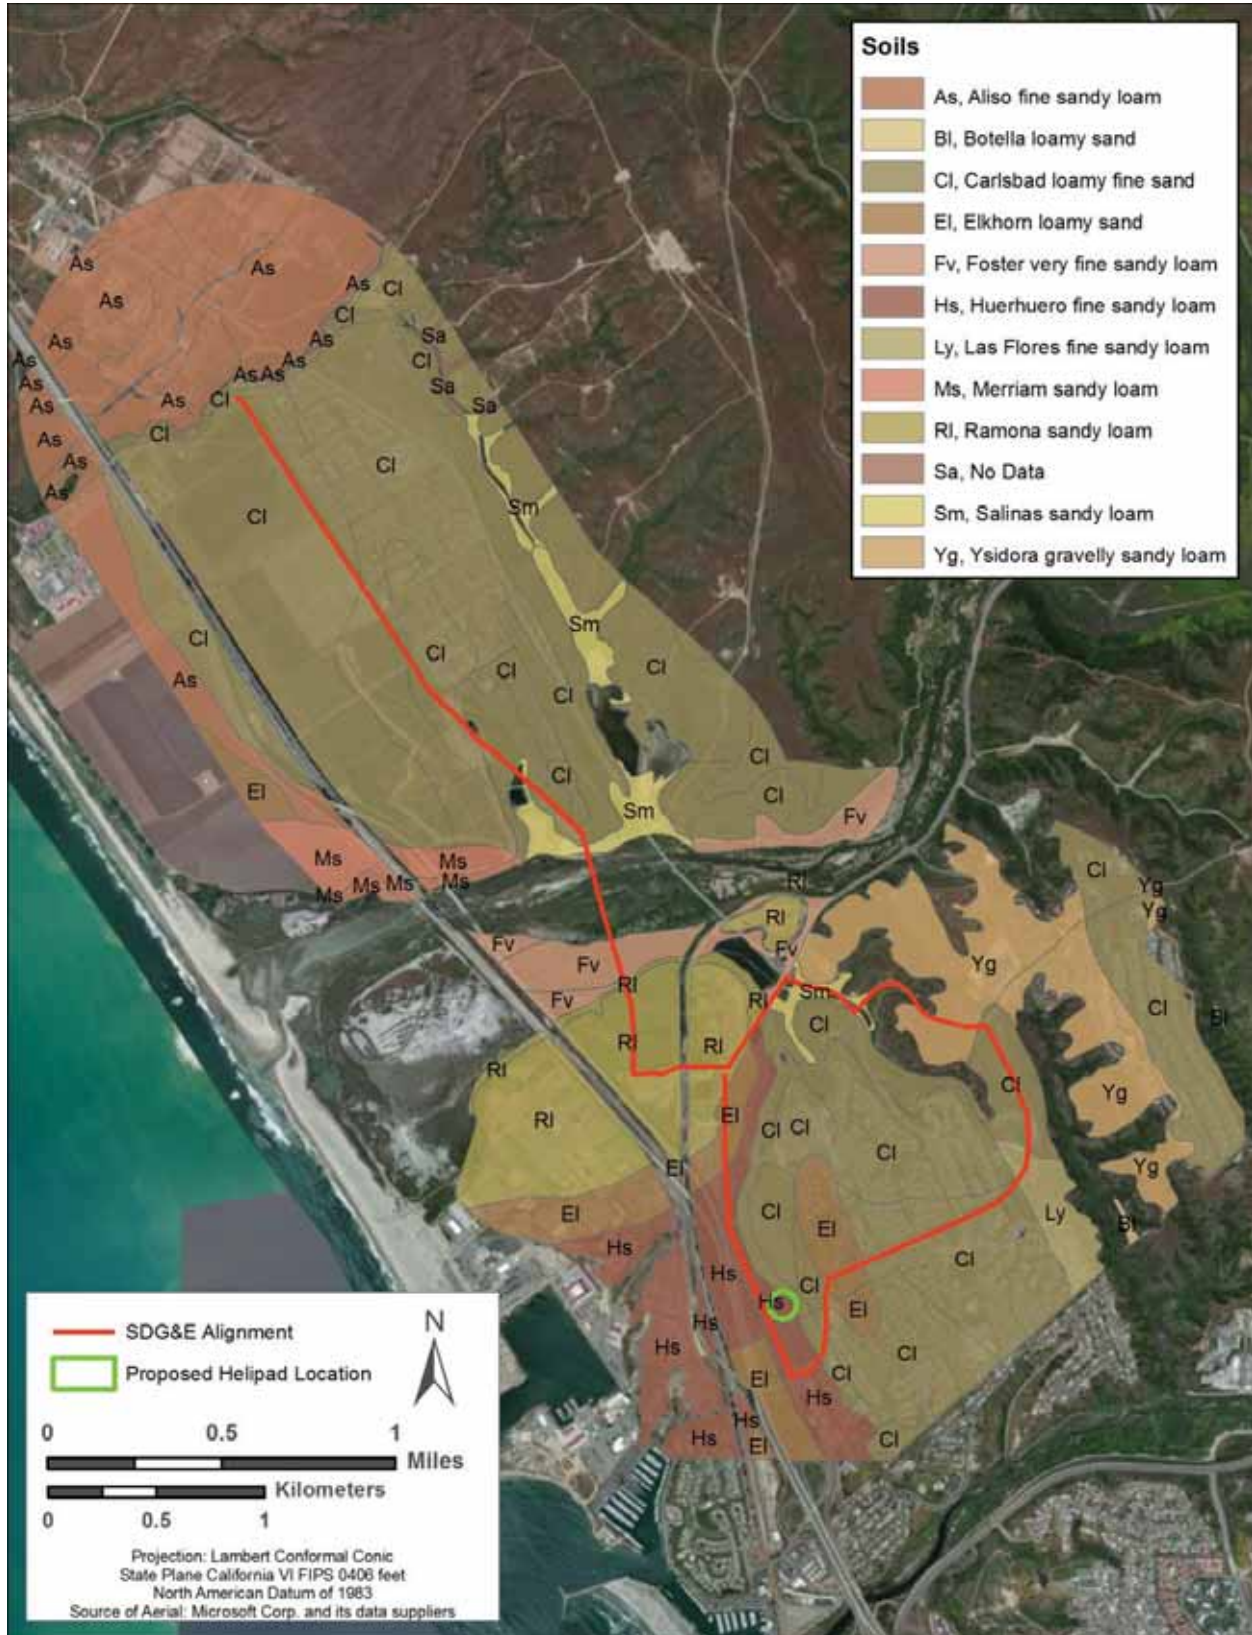 Soils
As, Aliso fine sandy loam
Bl, Botella loamy sand
Cl, Carlsbad loamy fine sand
El, Elkhorn loamy sand
Fv, Foster very fine sandy loam
Hs, Huerhuero fine sandy loam
Ly, Las Flores fine sandy loam
Ms, Merriam sandy loam
Rl, Ramona sandy loam
Sa, No Data
Sm, Salinas sandy loam
Yg, Ysidora gravelly sandy loam
As
As
As
As
Cl
Cl
As
As
Sa
As
As
Cl
As
As
As
Sa
As
As
Cl
Sa
Cl
As
As
Cl
As
Sm
Cl
Sm
Cl
Cl
Cl
Cl
As
Cl
Cl
Cl
El
Cl
Sm
Fv
Ms
Ms
Ms
Ms
Ms
Ms
Rl
Cl
Yg
Yg
Rl
Fv
Fv
Fv
Yg
Rl
Sm
Fv
Rl
Cl
Cl
Bl
Rl
Rl
Rl
Cl
Yg
Rl
El
Cl
Cl
Cl
El
Yg
El
Cl
El
Ly
Bl
Hs
Cl
Hs
Cl
Hs
El
Hs
Hs
Cl
El
Cl
Hs
Hs
Hs
El
Cl
SDG&E Alignment
Proposed Helipad Location
N
0 0.5 1
Miles
Kilometers
0 0.5 1
Projection: Lambert Conformal Conic
State Plane California VI FIPS 0406 feet
North American Datum of 1983
Source of Aerial: Microsoft Corp. and its data suppliers